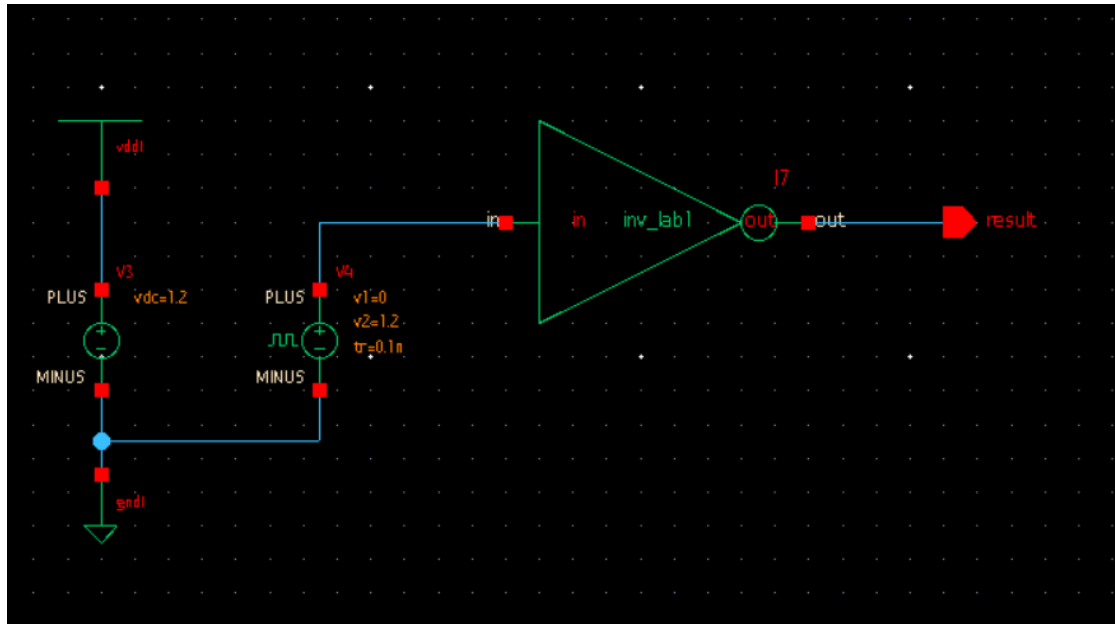 vdd!
V3
PLUS
vdc=1.2
MINUS
gnd!
V4
PLUS
v1=0
v2=1.2
tr=0.1n
MINUS
in
in
inv_lab1
out
I7
out
result